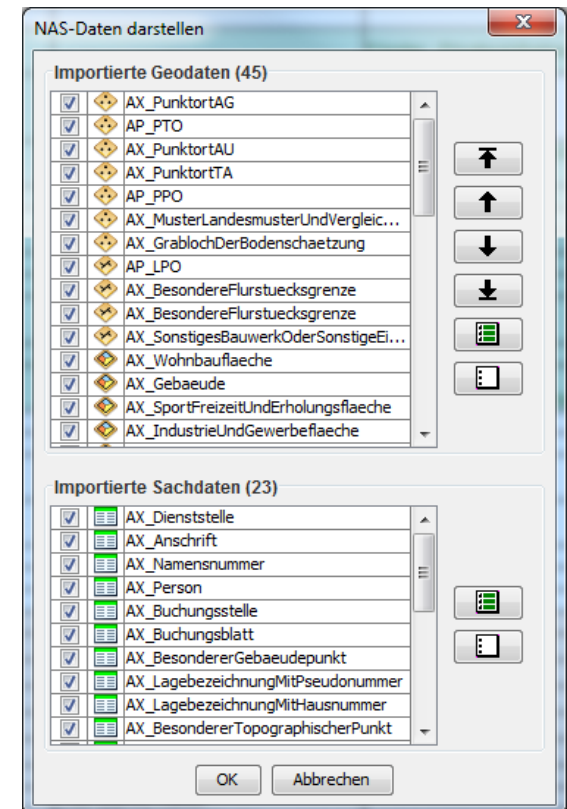 NAS-Daten darstellen
Importierte Geodaten (45)
AX_PunktortAG
AP_PTO
AX_PunktortAU
AX_PunktortTA
AP_PPO
AX_MusterLandesmusterUndVergleic...
AX_GrablochDerBodenschaetzung
AP_LPO
AX_BesondereFlurstuecksgrenze
AX_BesondereFlurstuecksgrenze
AX_SonstigesBauwerkOderSonstigeEi...
AX_Wohnbauflaeche
AX_Gebaeude
AX_SportFreizeitUndErholungsflaeche
AX_IndustrieUndGewerbeflaeche
Importierte Sachdaten (23)
AX_Dienststelle
AX_Anschrift
AX_Namensnummer
AX_Person
AX_Buchungsstelle
AX_Buchungsblatt
AX_BesondererGebaeudepunkt
AX_LagebezeichnungMitPseudonummer
AX_LagebezeichnungMitHausnummer
AX_BesondererTopographischerPunkt
OK
Abbrechen